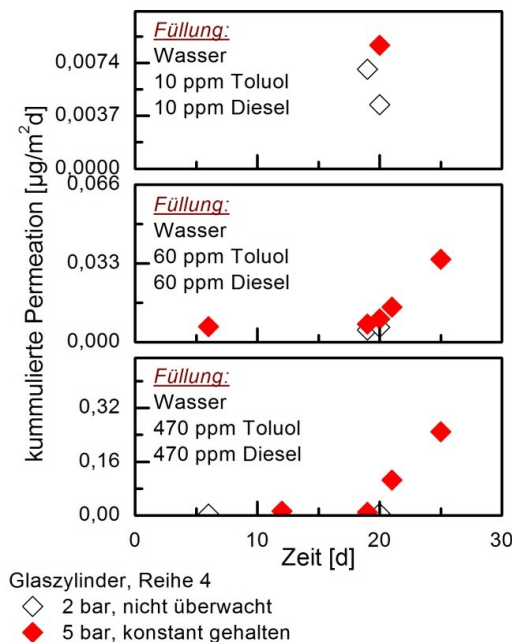 kummulierte Permeation [µg/m²d]
0,0074
0,0037
0,0000
Füllung:
Wasser
10 ppm Toluol
10 ppm Diesel
0,066
0,033
0,000
Füllung:
Wasser
60 ppm Toluol
60 ppm Diesel
0,32
0,16
0,00
Füllung:
Wasser
470 ppm Toluol
470 ppm Diesel
0 10 20 30
Zeit [d]
Glaszylinder, Reihe 4
2 bar, nicht überwacht
5 bar, konstant gehalten